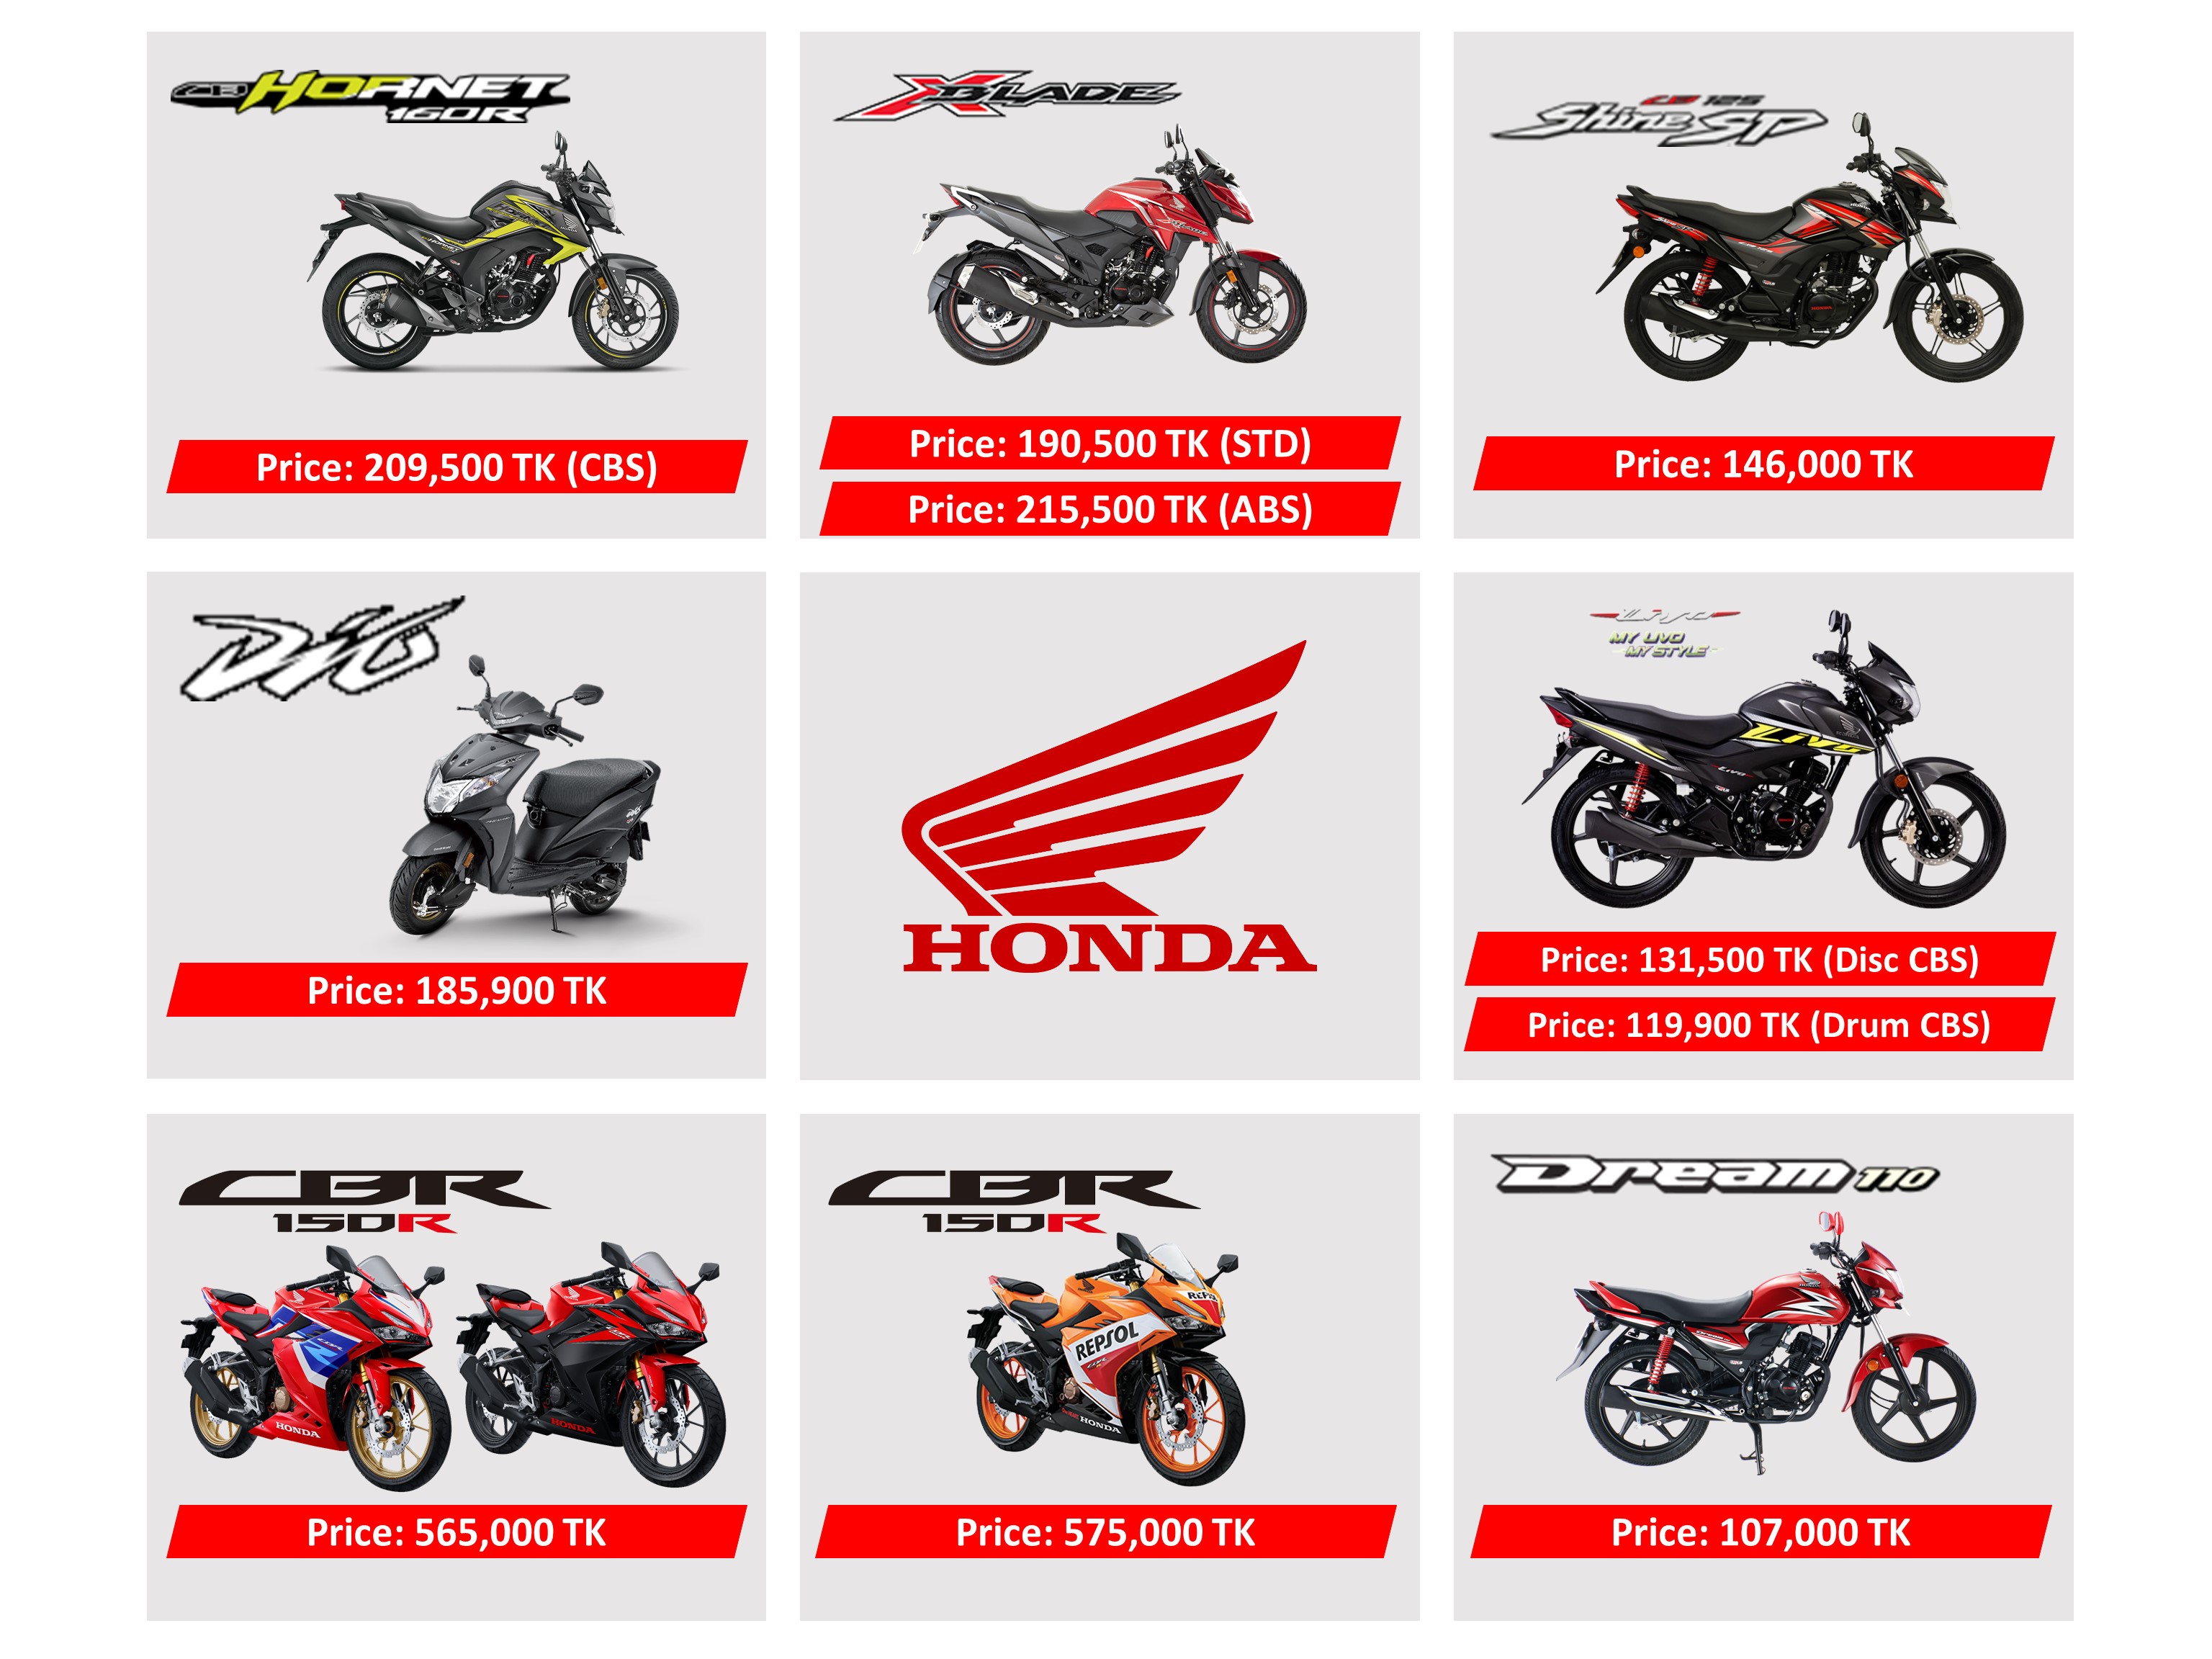 CB HORNET
160R
Price: 209,500 TK (CBS)
XBLADE
Price: 190,500 TK (STD)
Price: 215,500 TK (ABS)
CB 125
Shine SP
Price: 146,000 TK
Dio
Price: 185,900 TK
HONDA
Livo
MY LIVO
MY STYLE
LIVO
LIVO
Price: 131,500 TK (Disc CBS)
Price: 119,900 TK (Drum CBS)
CBR
150R
HONDA
HONDA
Price: 565,000 TK
CBR
150R
REPSOL
HONDA
Price: 575,000 TK
Dream 110
Price: 107,000 TK